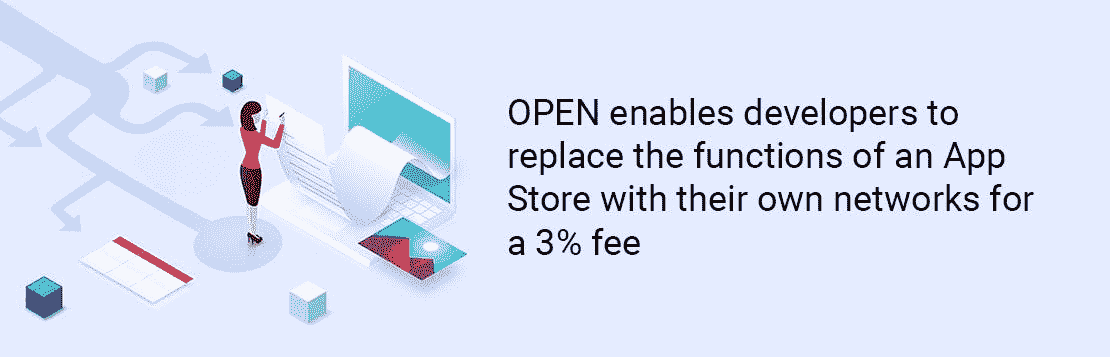 OPEN enables developers to
replace the functions of an App
Store with their own networks for
a 3% fee